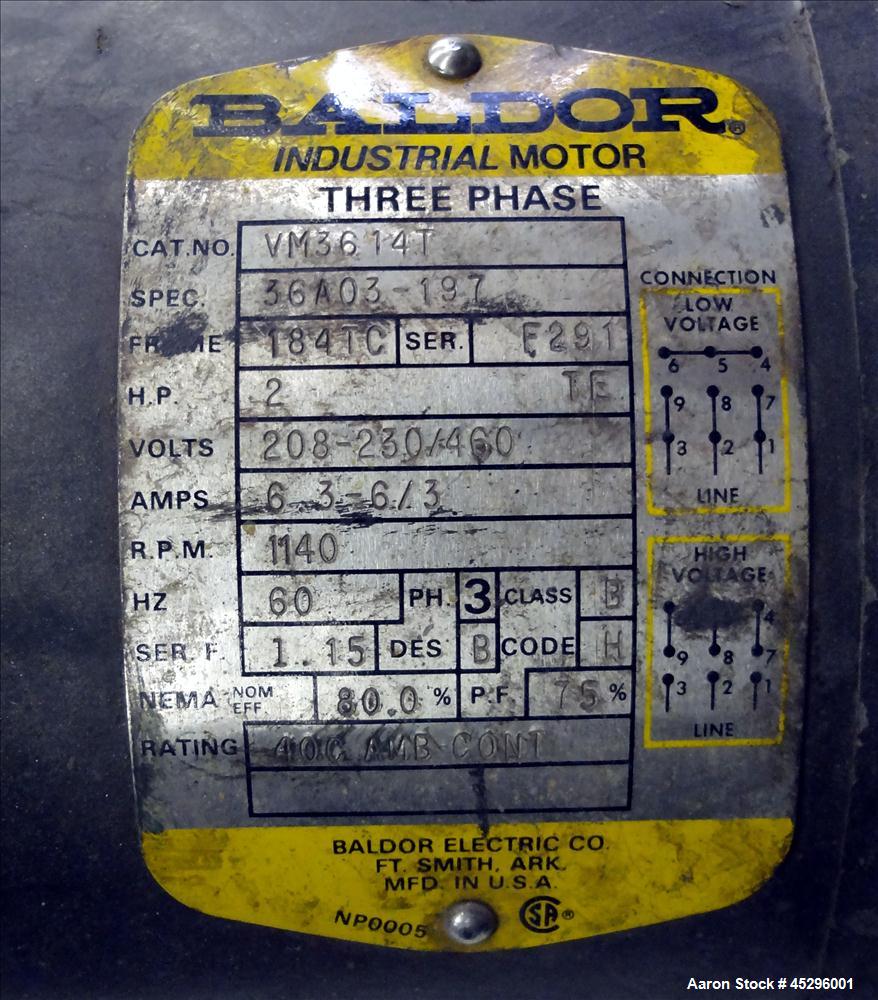 BALDOR®
INDUSTRIAL MOTOR
THREE PHASE
CAT.NO. VM3614T
SPEC. 36A03-197
FRAME 184TC SER. F291
H.P. 2 TE
VOLTS 208-230/460
AMPS 6.3-6/3
R.P.M. 1140
HZ 60 PH. 3 CLASS B
SER. F. 1.15 DES B CODE H
NEMA NOM EFF. 80.0 % P.F 75 %
RATING 40C AMB CONT
CONNECTION
LOW
VOLTAGE
6 5 4
9 8 7
3 2 1
LINE
HIGH
VOLTAGE
4
9 8 7
3 2 1
LINE
BALDOR ELECTRIC CO.
FT. SMITH, ARK.
MFD. IN U.S.A.
NP0005 SA®
Aaron Stock # 45296001